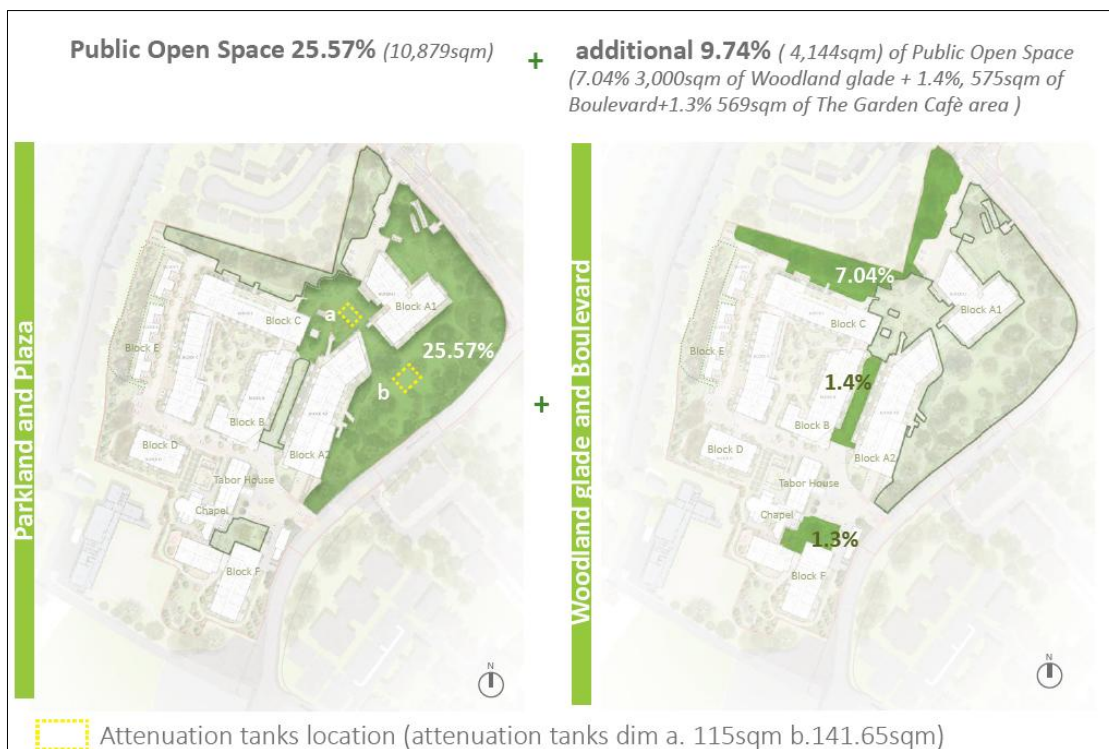 Public Open Space 25.57% (10,879sqm)
+
additional 9.74% ( 4,144sqm) of Public Open Space
(7.04% 3,000sqm of Woodland glade + 1.4%, 575sqm of
Boulevard+1.3% 569sqm of The Garden Cafè area )
Parkland and Plaza
Block A1
a
Block C
25.57%
Block E
b
Block B
Block D
Block A2
Tabor House
Chapel
Block F
N
+
Woodland glade and Boulevard
7.04%
Block A1
Block C
Block E
1.4%
Block B
Block D
Block A2
Tabor House
Chapel
1.3%
Block F
N
Attenuation tanks location (attenuation tanks dim a. 115sqm b.141.65sqm)